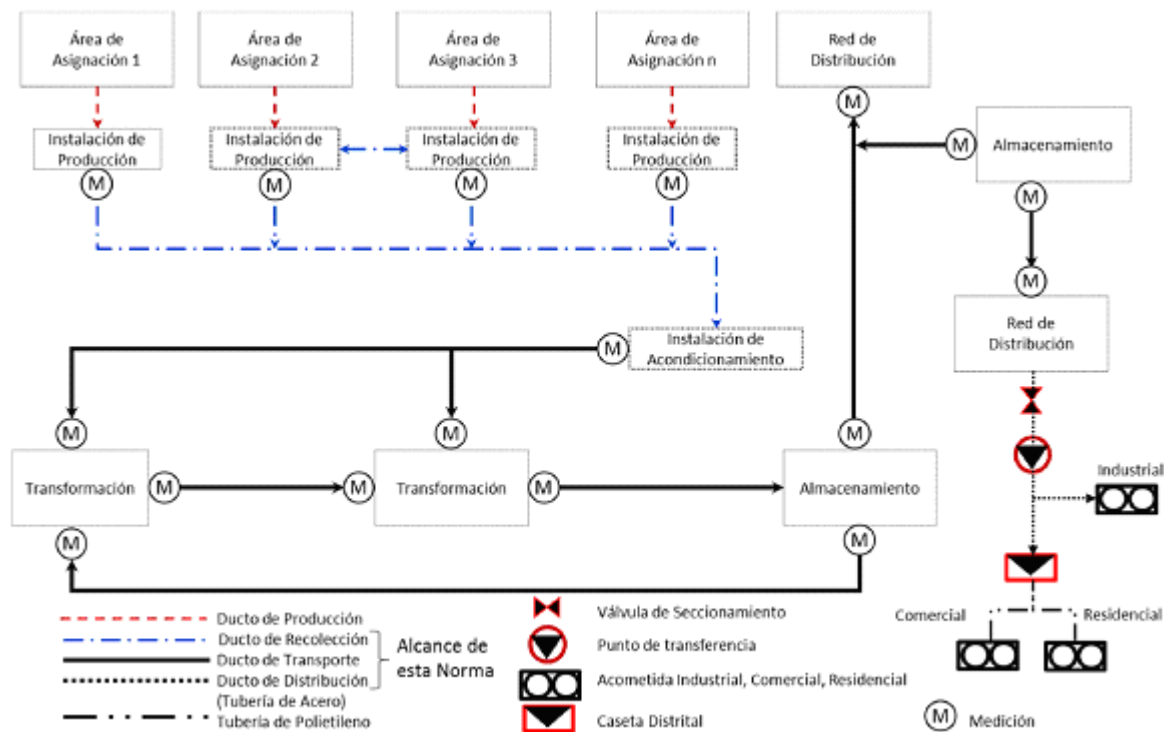 Área de
Asignación 1
Área de
Asignación 2
Área de
Asignación 3
Área de
Asignación n
Red de
Distribución
M
Instalación de
Producción
Instalación de
Producción
Instalación de
Producción
Instalación de
Producción
M
Almacenamiento
M
M
M
M
M
M
Red de
Distribución
Instalación de
Acondicionamiento
M
M
M
M
Transformación
M
M
Transformación
M
Almacenamiento
Industrial
M
M
Comercial
Residencial
Ducto de Producción
Ducto de Recolección
Ducto de Transporte
Ducto de Distribución
(Tubería de Acero)
Tubería de Polietileno
Alcance de
esta Norma
Válvula de Seccionamiento
Punto de transferencia
Acometida Industrial, Comercial, Residencial
Caseta Distrital
M
Medición